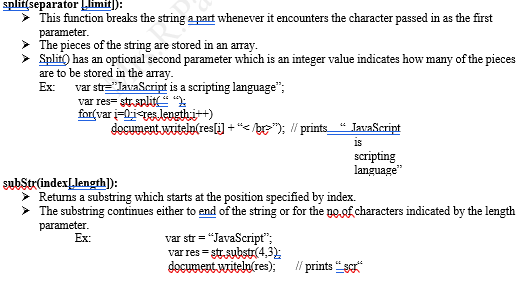 split(separator [,limit]):
➢ This function breaks the string a.part whenever it encounters the character passed in as the first
parameter.
➢ The pieces of the string are stored in an array.
➢ Split() has an optional second parameter which is an integer value indicates how many of the pieces
are to be stored in the array.
Ex: var str="JavaScript is a scripting language";
var res= str.split(" ");
for(var i=0;i<res.length;i++)
document.writeln(res[i] + "< /br>"); // prints " JavaScript
is
scripting
language"
subStr(index[,length]):
➢ Returns a substring which starts at the position specified by index.
➢ The substring continues either to end of the string or for the no.of characters indicated by the length
parameter.
Ex: var str = "JavaScript";
var res = str.substr(4,3);
document.writeln(res); // prints " scr"